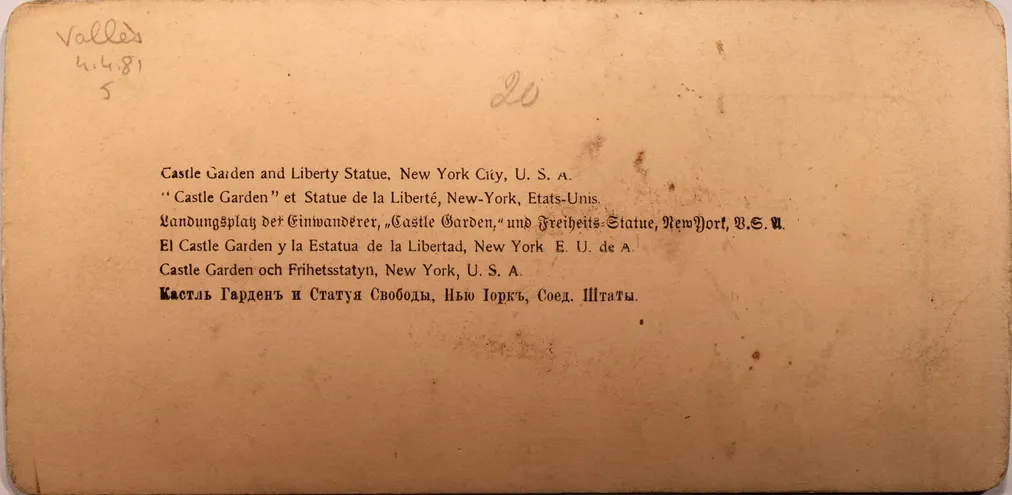 Vallès
4.4.81
5
20
Castle Garden and Liberty Statue, New York City, U. S. A.
“ Castle Garden” et Statue de la Liberté, New-York, Etats-Unis.
Landungsplatz der Einwanderer, „Castle Garden,“ und Freiheits-Statue, New York, V.S.A.
El Castle Garden y la Estatua de la Libertad, New York E. U. de A.
Castle Garden och Frihetsstatyn, New York, U. S. A.
Кастль Гарденъ и Статуя Свободы, Нью Іоркъ, Соед. Штаты.